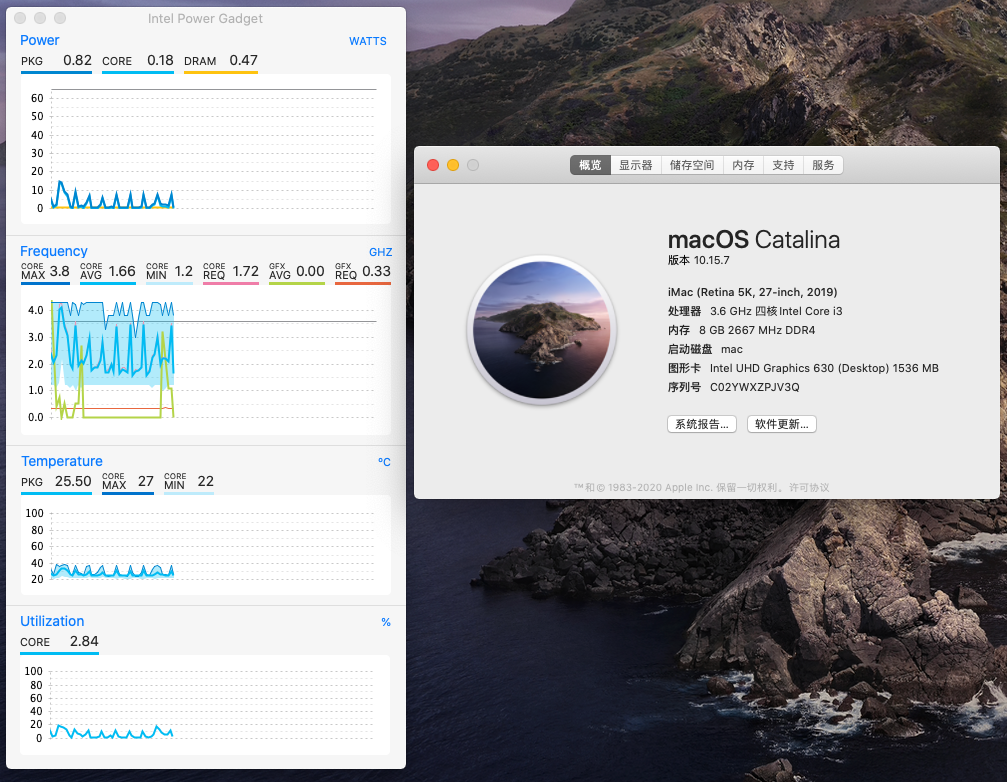 Intel Power Gadget
Power WATTS
PKG 0.82 CORE 0.18 DRAM 0.47
60
50
40
30
20
10
0
Frequency GHZ
CORE MAX 3.8 CORE AVG 1.66 CORE MIN 1.2 CORE REQ 1.72 GFX AVG 0.00 GFX REQ 0.33
4.0
3.0
2.0
1.0
0.0
Temperature °C
PKG 25.50 CORE MAX 27 CORE MIN 22
100
80
60
40
20
Utilization %
CORE 2.84
100
80
60
40
20
0
概览 显示器 储存空间 内存 支持 服务
macOS Catalina
版本 10.15.7
iMac (Retina 5K, 27-inch, 2019)
处理器 3.6 GHz 四核Intel Core i3
内存 8 GB 2667 MHz DDR4
启动磁盘 mac
图形卡 Intel UHD Graphics 630 (Desktop) 1536 MB
序列号 C02YWXZPJV3Q
系统报告... 软件更新...
™和© 1983-2020 Apple Inc. 保留一切权利。许可协议